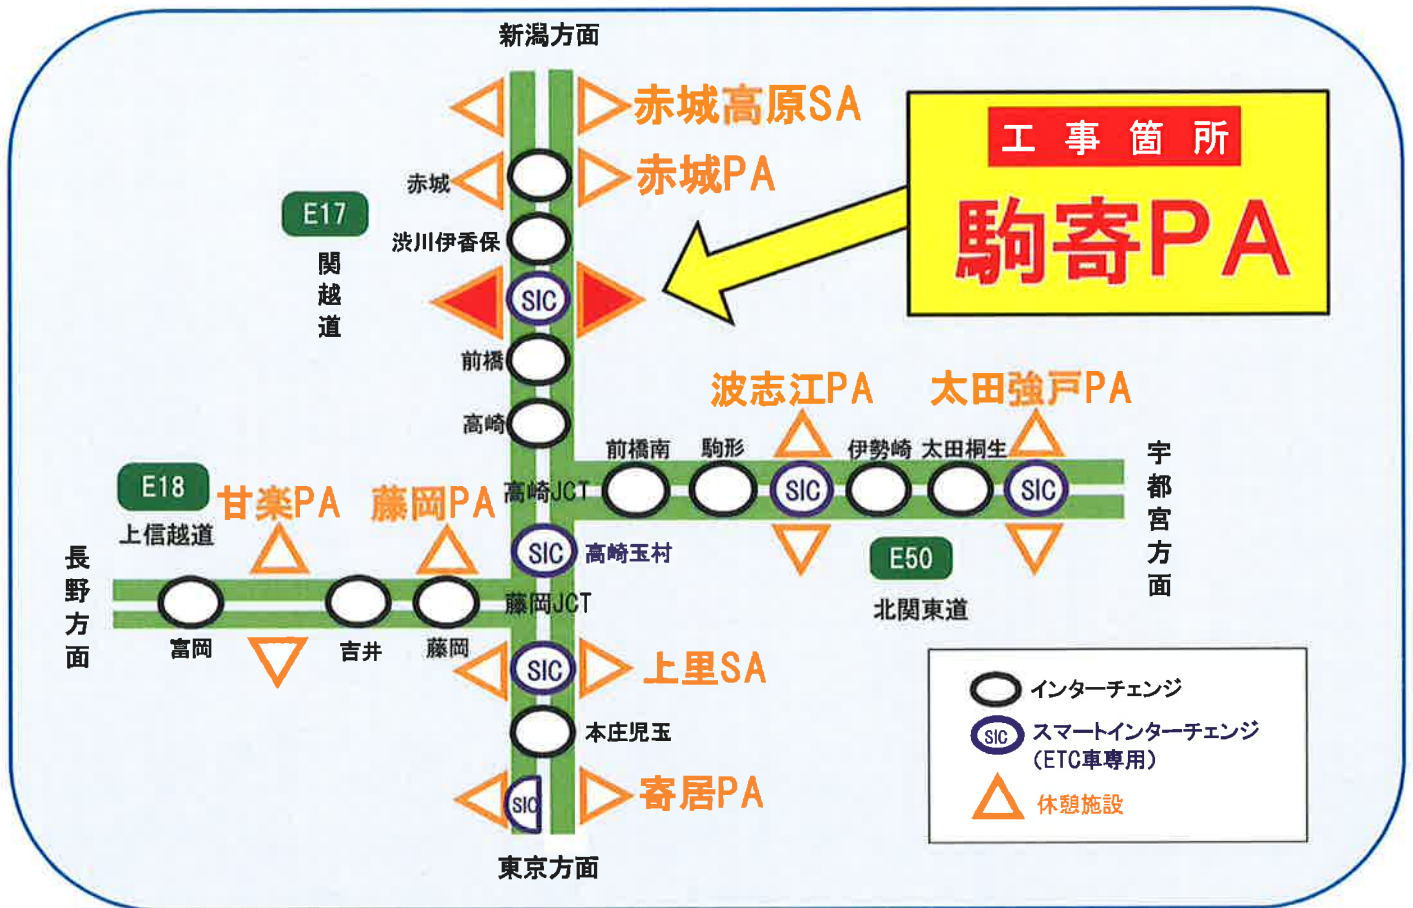 新潟方面
赤城高原SA
工事箇所
駒寄PA
赤城
赤城PA
E17
関越道
渋川伊香保
SIC
前橋
高崎
波志江PA
太田強戸PA
前橋南
駒形
伊勢崎
太田桐生
宇都宮方面
E18
上信越道
甘楽PA
藤岡PA
高崎JCT
SIC
SIC
SIC
高崎玉村
E50
北関東道
長野方面
藤岡JCT
富岡
吉井
藤岡
SIC
上里SA
本庄児玉
SIC
寄居PA
東京方面
インターチェンジ
SIC
スマートインターチェンジ
(ETC車専用)
休憩施設